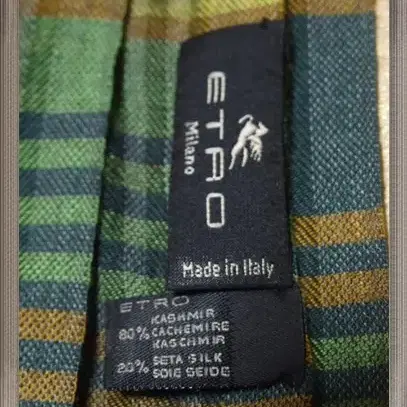 ETRO
Milano
Made in Italy
ETRO
KASHMIR
80% CACHEMIRE
KASCHMIR
20% SETA SILK
SOIE SEIDE